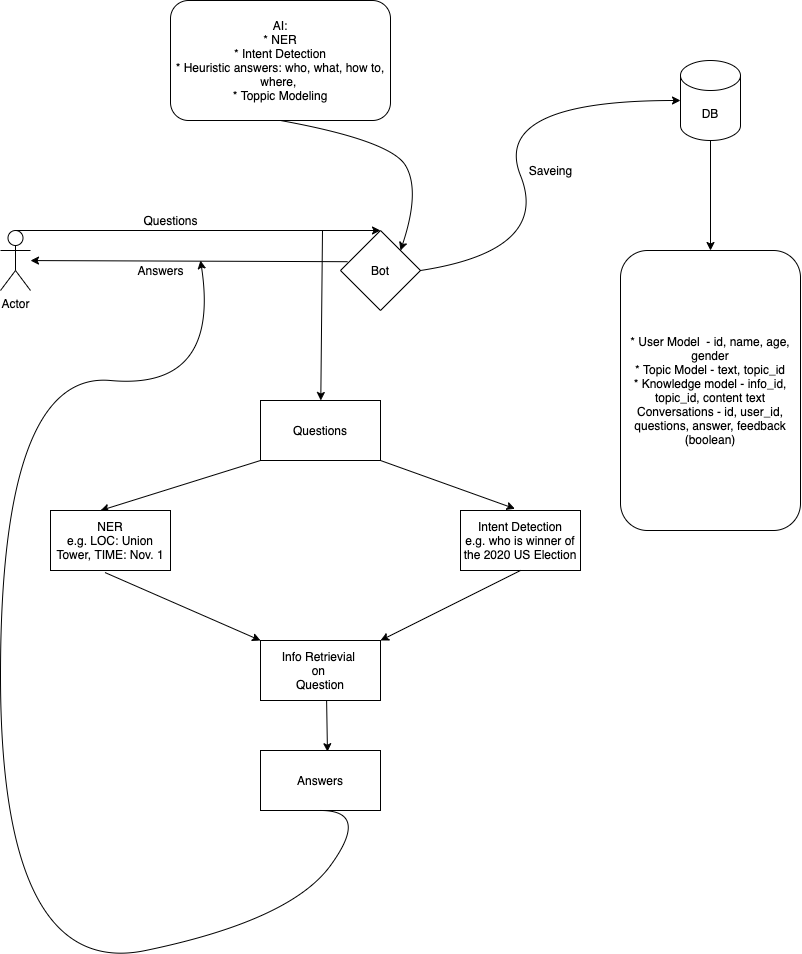 AI:
* NER
* Intent Detection
* Heuristic answers: who, what, how to,
where,
* Toppic Modeling
DB
Saveing
Questions
Answers
Bot
Actor
* User Model  - id, name, age,
gender
* Topic Model - text, topic_id
* Knowledge model - info_id,
topic_id, content text
Conversations - id, user_id,
questions, answer, feedback
(boolean)
Questions
NER
e.g. LOC: Union
Tower, TIME: Nov. 1
Intent Detection
e.g. who is winner of
the 2020 US Election
Info Retrievial
on
Question
Answers